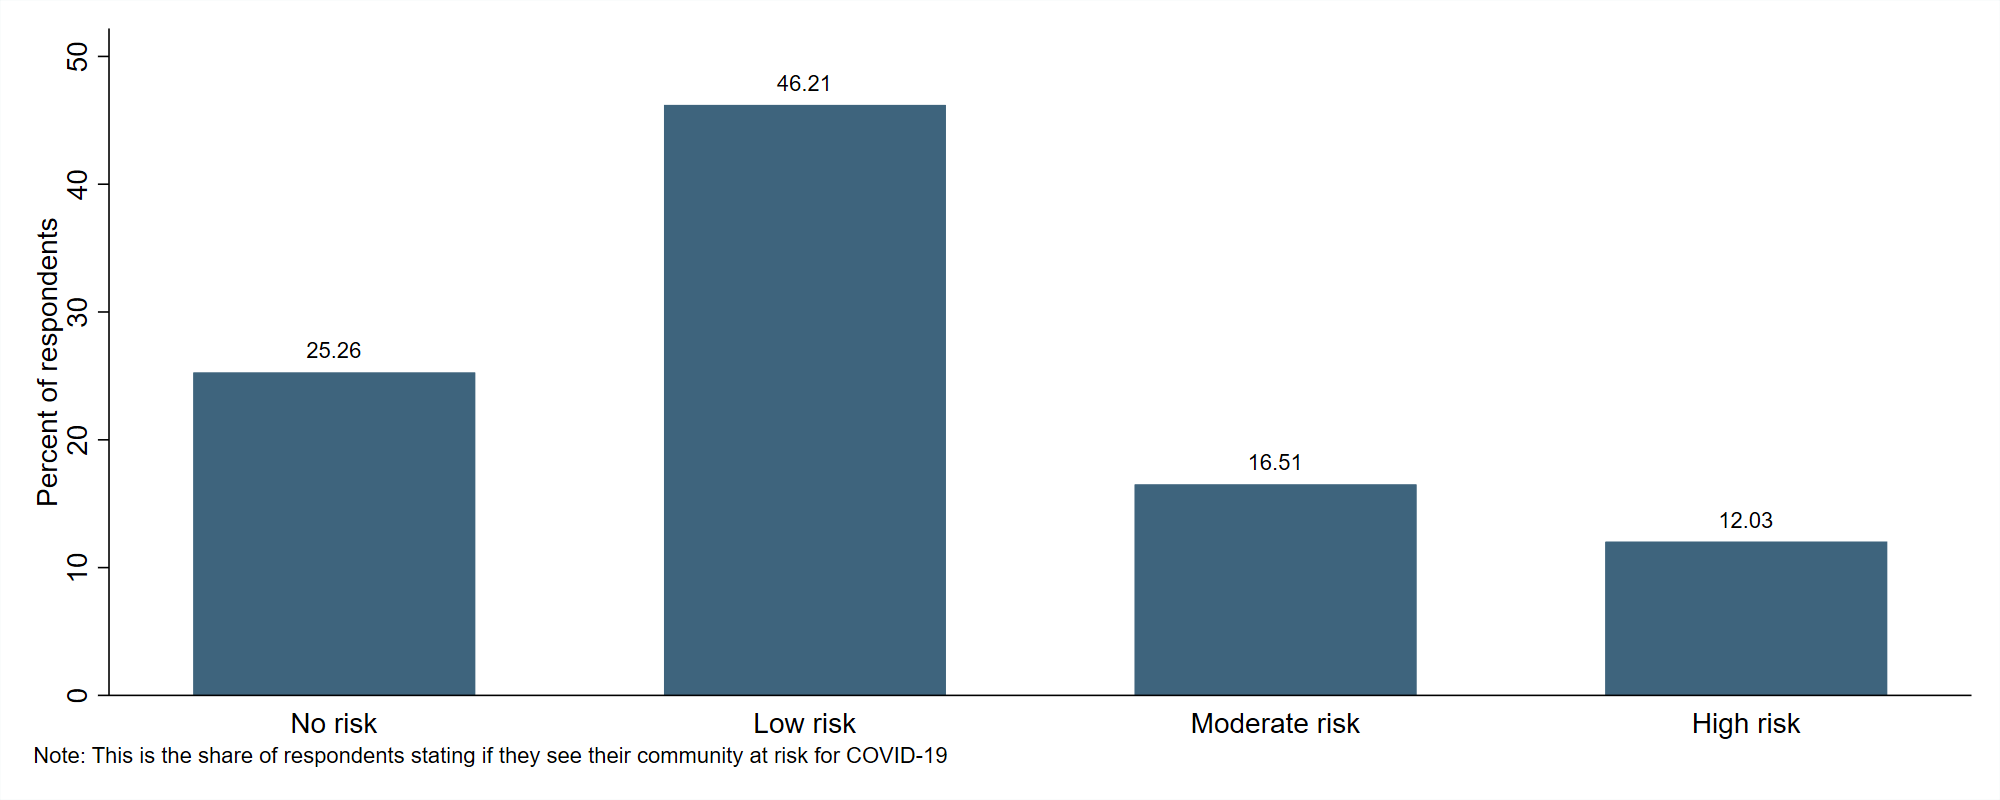 Percent of respondents
50
40
30
20
10
0
25.26
46.21
16.51
12.03
No risk
Low risk
Moderate risk
High risk
Note: This is the share of respondents stating if they see their community at risk for COVID-19